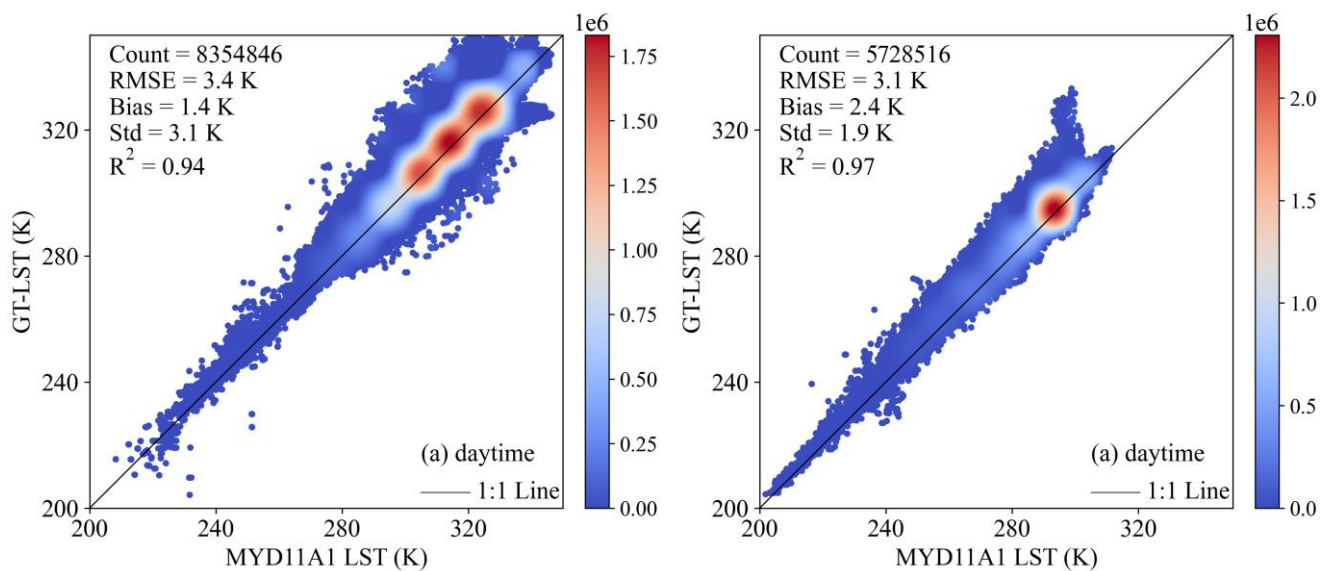 1e6
Count = 8354846
RMSE = 3.4 K
Bias = 1.4 K
Std = 3.1 K
R² = 0.94
320
280
240
200
GT-LST (K)
200
240
280
320
MYD11A1 LST (K)
(a) daytime
1:1 Line
1.75
1.50
1.25
1.00
0.75
0.50
0.25
0.00
1e6
Count = 5728516
RMSE = 3.1 K
Bias = 2.4 K
Std = 1.9 K
R² = 0.97
320
280
240
200
GT-LST (K)
200
240
280
320
MYD11A1 LST (K)
(a) daytime
1:1 Line
2.0
1.5
1.0
0.5
0.0